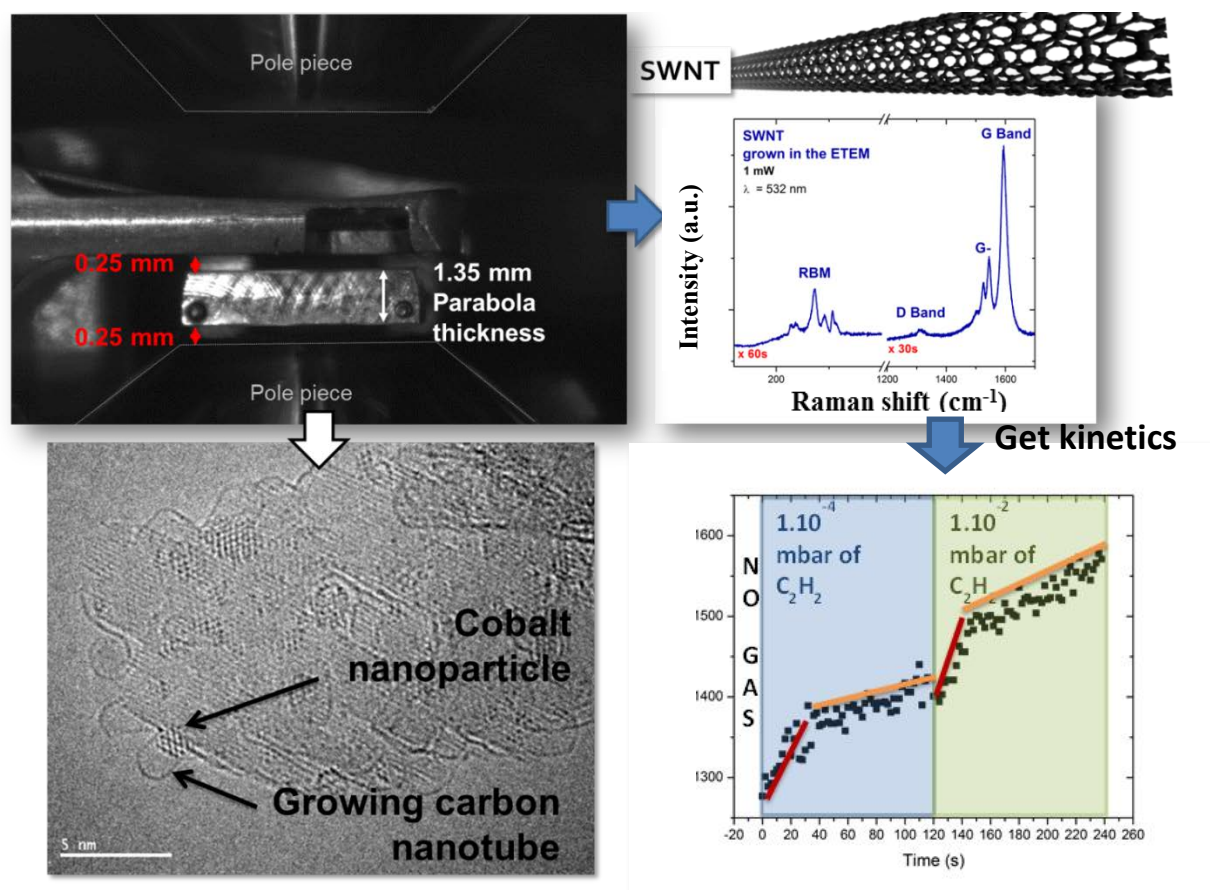 Pole piece
0.25 mm
0.25 mm
1.35 mm
Parabola
thickness
Pole piece
SWNT
SWNT
grown in the ETEM
1 mW
λ = 532 nm
G Band
G-
RBM
D Band
x 60s
x 30s
200
1200
1400
1600
Intensity (a.u.)
Raman shift (cm⁻¹)
Get kinetics
Cobalt
nanoparticle
Growing carbon
nanotube
5 nm
1.10⁻⁴
mbar of
C₂H₂
1.10⁻²
mbar of
C₂H₂
NO
GAS
1600
1500
1400
1300
-20 0 20 40 60 80 100 120 140 160 180 200 220 240 260
Time (s)